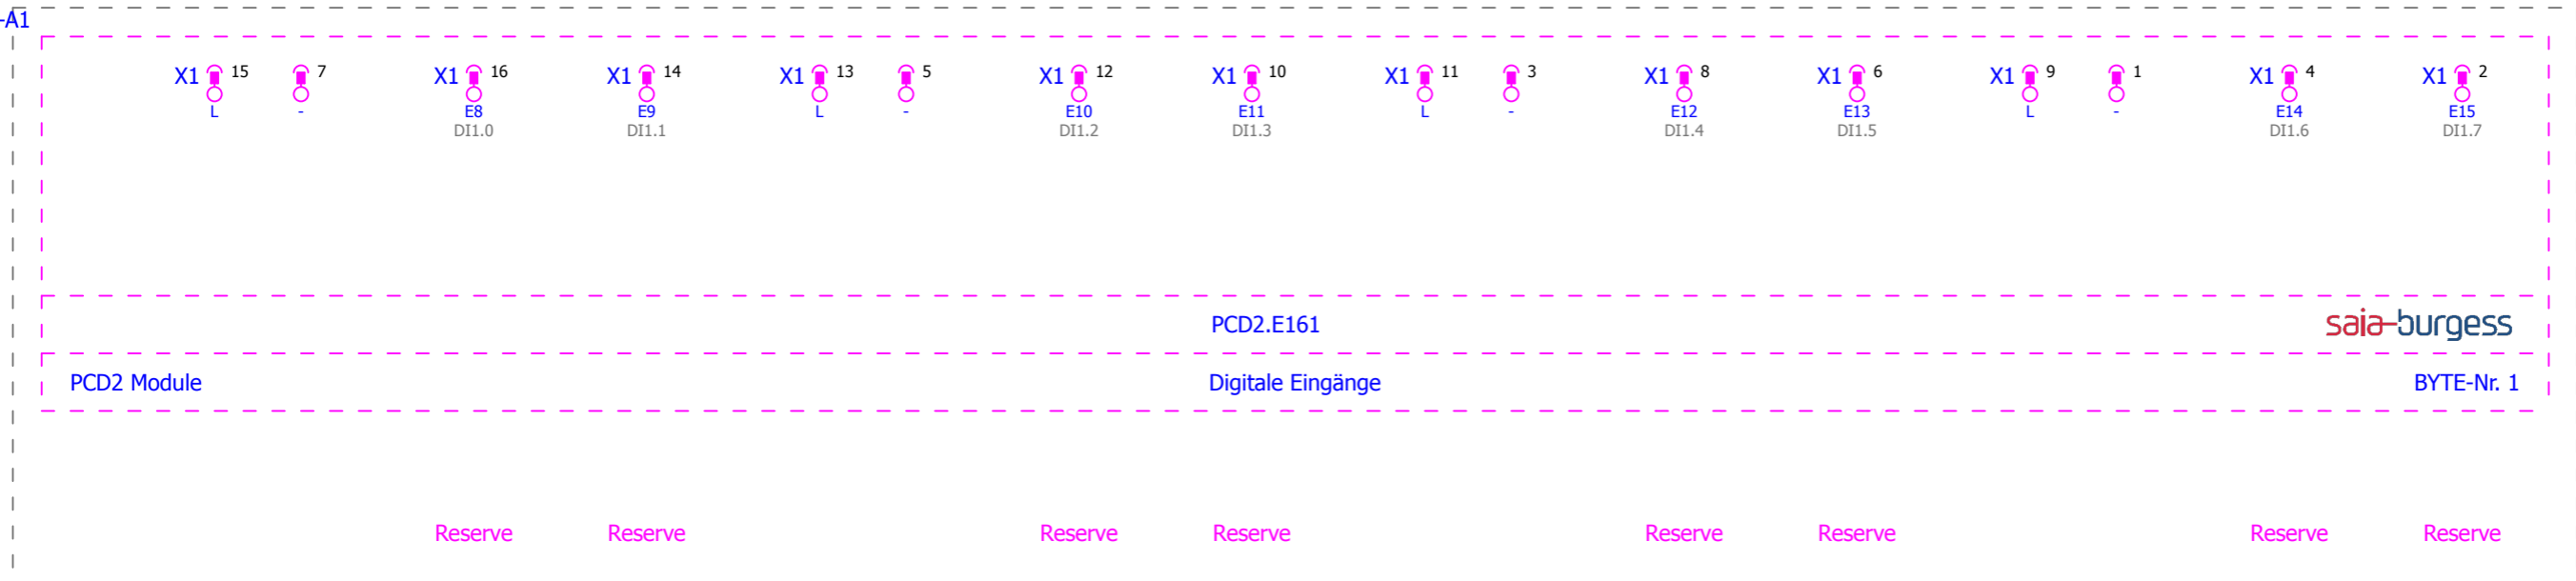 -A1
X1 15 7 X1 16 X1 14 X1 13 5 X1 12 X1 10 X1 11 3 X1 8 X1 6 X1 9 1 X1 4 X1 2
L - E8 E9 L - E10 E11 L - E12 E13 L - E14 E15
DI1.0 DI1.1 DI1.2 DI1.3 DI1.4 DI1.5 DI1.6 DI1.7
PCD2.E161 saia-burgess
PCD2 Module Digitale Eingänge BYTE-Nr. 1
Reserve Reserve Reserve Reserve Reserve Reserve Reserve Reserve